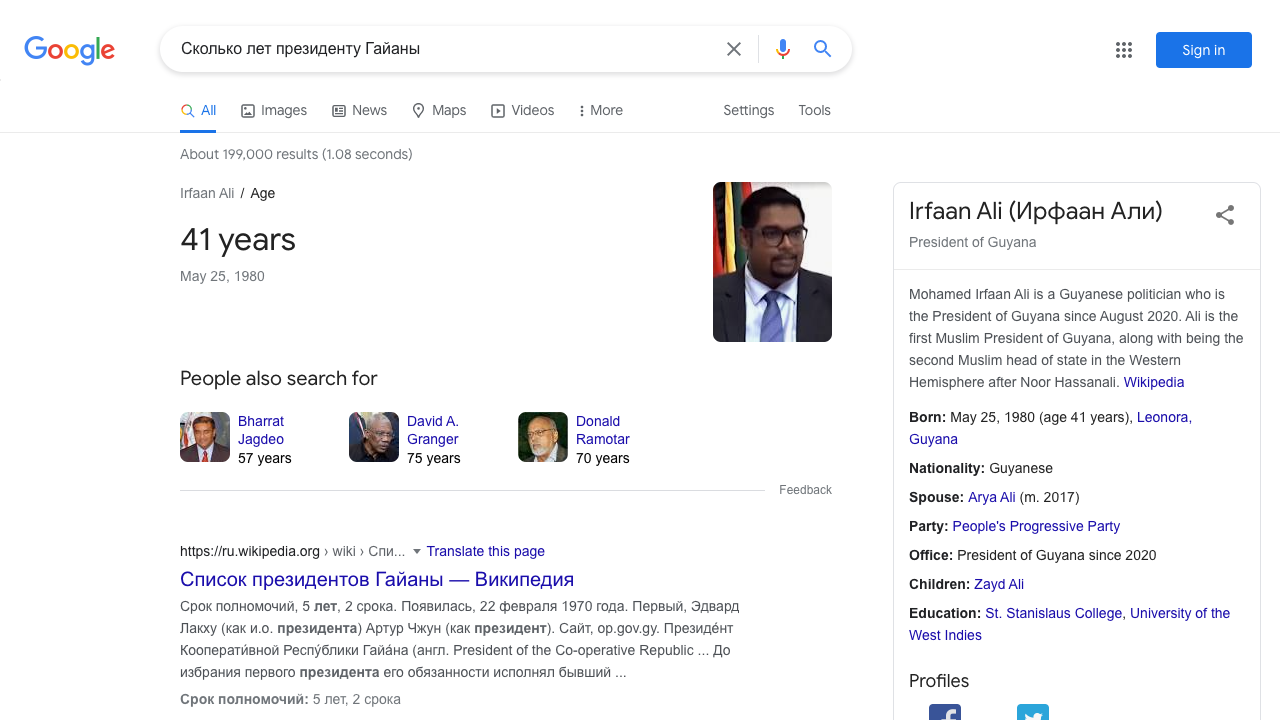 Google
Сколько лет президенту Гайаны
Sign in
All
Images
News
Maps
Videos
More
Settings
Tools
About 199,000 results (1.08 seconds)
Irfaan Ali / Age
41 years
May 25, 1980
People also search for
Bharrat
Jagdeo
57 years
David A.
Granger
75 years
Donald
Ramotar
70 years
Feedback
https://ru.wikipedia.org › wiki › Спи... Translate this page
Список президентов Гайаны — Википедия
Срок полномочий, 5 лет, 2 срока. Появилась, 22 февраля 1970 года. Первый, Эдвард
Лакху (как и.о. президента) Артур Чжун (как президент). Сайт, op.gov.gy. Президе́нт
Кооперати́вной Респу́блики Гайа́на (англ. President of the Co-operative Republic ... До
избрания первого президента его обязанности исполнял бывший ...
Срок полномочий: 5 лет, 2 срока
Irfaan Ali (Ирфаан Али)
President of Guyana
Mohamed Irfaan Ali is a Guyanese politician who is
the President of Guyana since August 2020. Ali is the
first Muslim President of Guyana, along with being the
second Muslim head of state in the Western
Hemisphere after Noor Hassanali. Wikipedia
Born: May 25, 1980 (age 41 years), Leonora,
Guyana
Nationality: Guyanese
Spouse: Arya Ali (m. 2017)
Party: People's Progressive Party
Office: President of Guyana since 2020
Children: Zayd Ali
Education: St. Stanislaus College, University of the
West Indies
Profiles